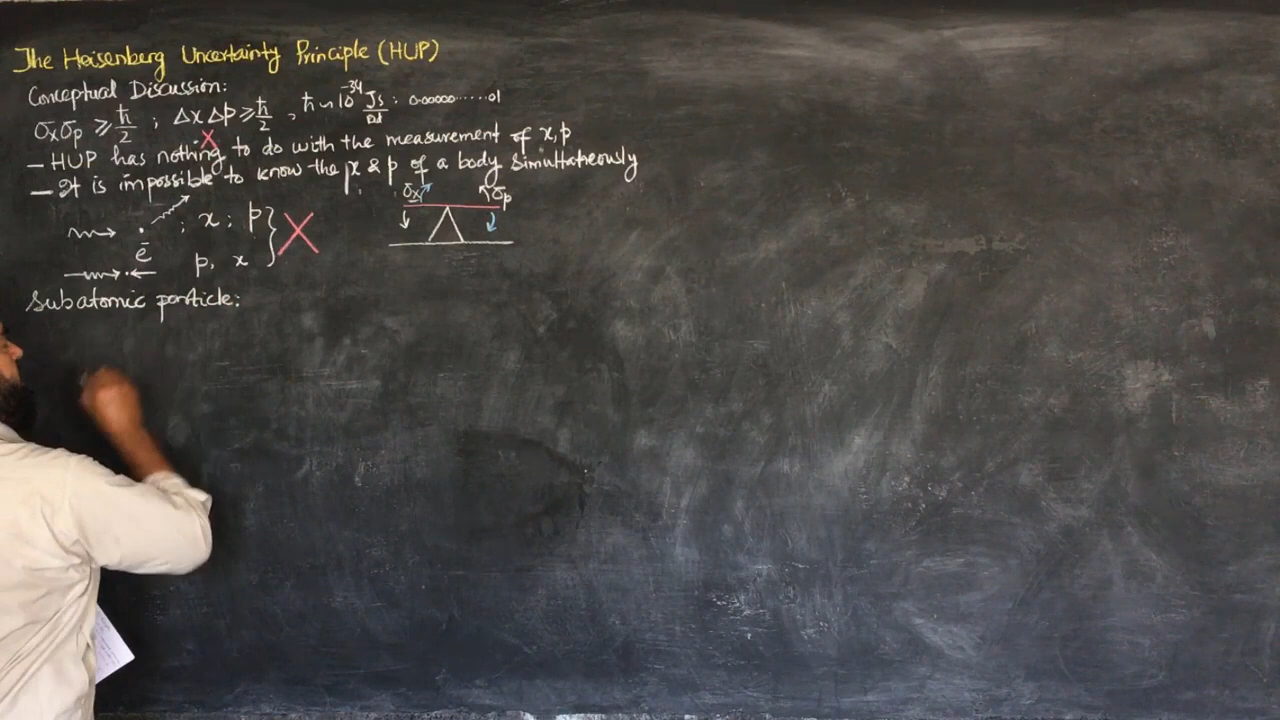 The Heisenberg Uncertainty Principle (HUP)
Conceptual Discussion:
σxσp ≥ ħ/2 ; Δx Δp ≥ ħ/2 , ħ ~ 10^-34 Js : 0.00000......01
- HUP has nothing to do with the measurement of x, p
- It is impossible to know the x & p of a body simultaneously
σx σp
; x ; p
ē
p, x
Subatomic particle: